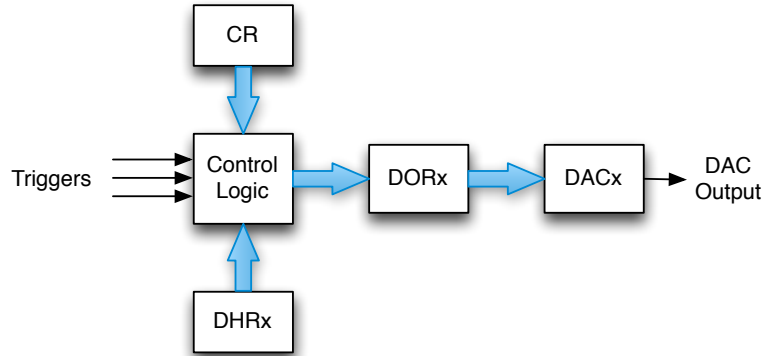 CR
Triggers
Control
Logic
DORx
DACx
DAC
Output
DHRx